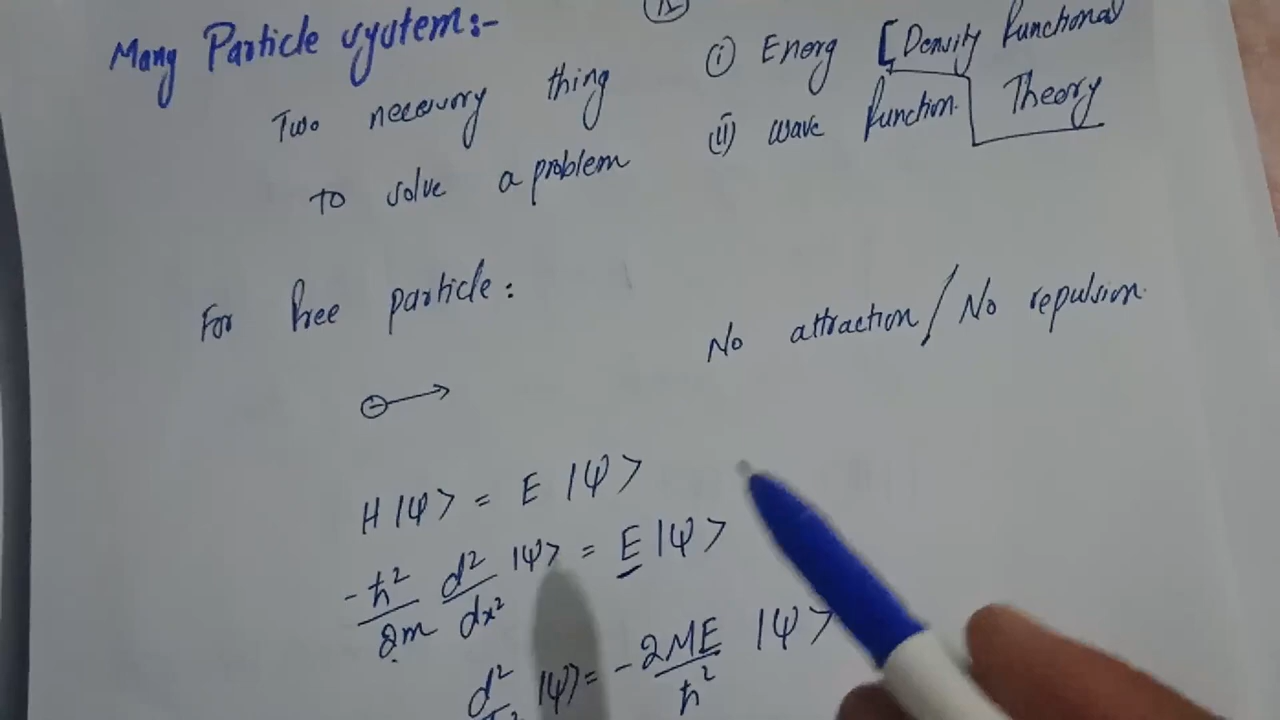 Many Particle system:-
Two necessary thing
to solve a problem
(i) Energ [Density functional
(ii) wave function. Theory
For free particle:
No attraction / No repulsion.
H |ψ> = E |ψ>
-ħ²/2m d²/dx² |ψ> = E |ψ>
d² |ψ> = -2ME/ħ² |ψ>